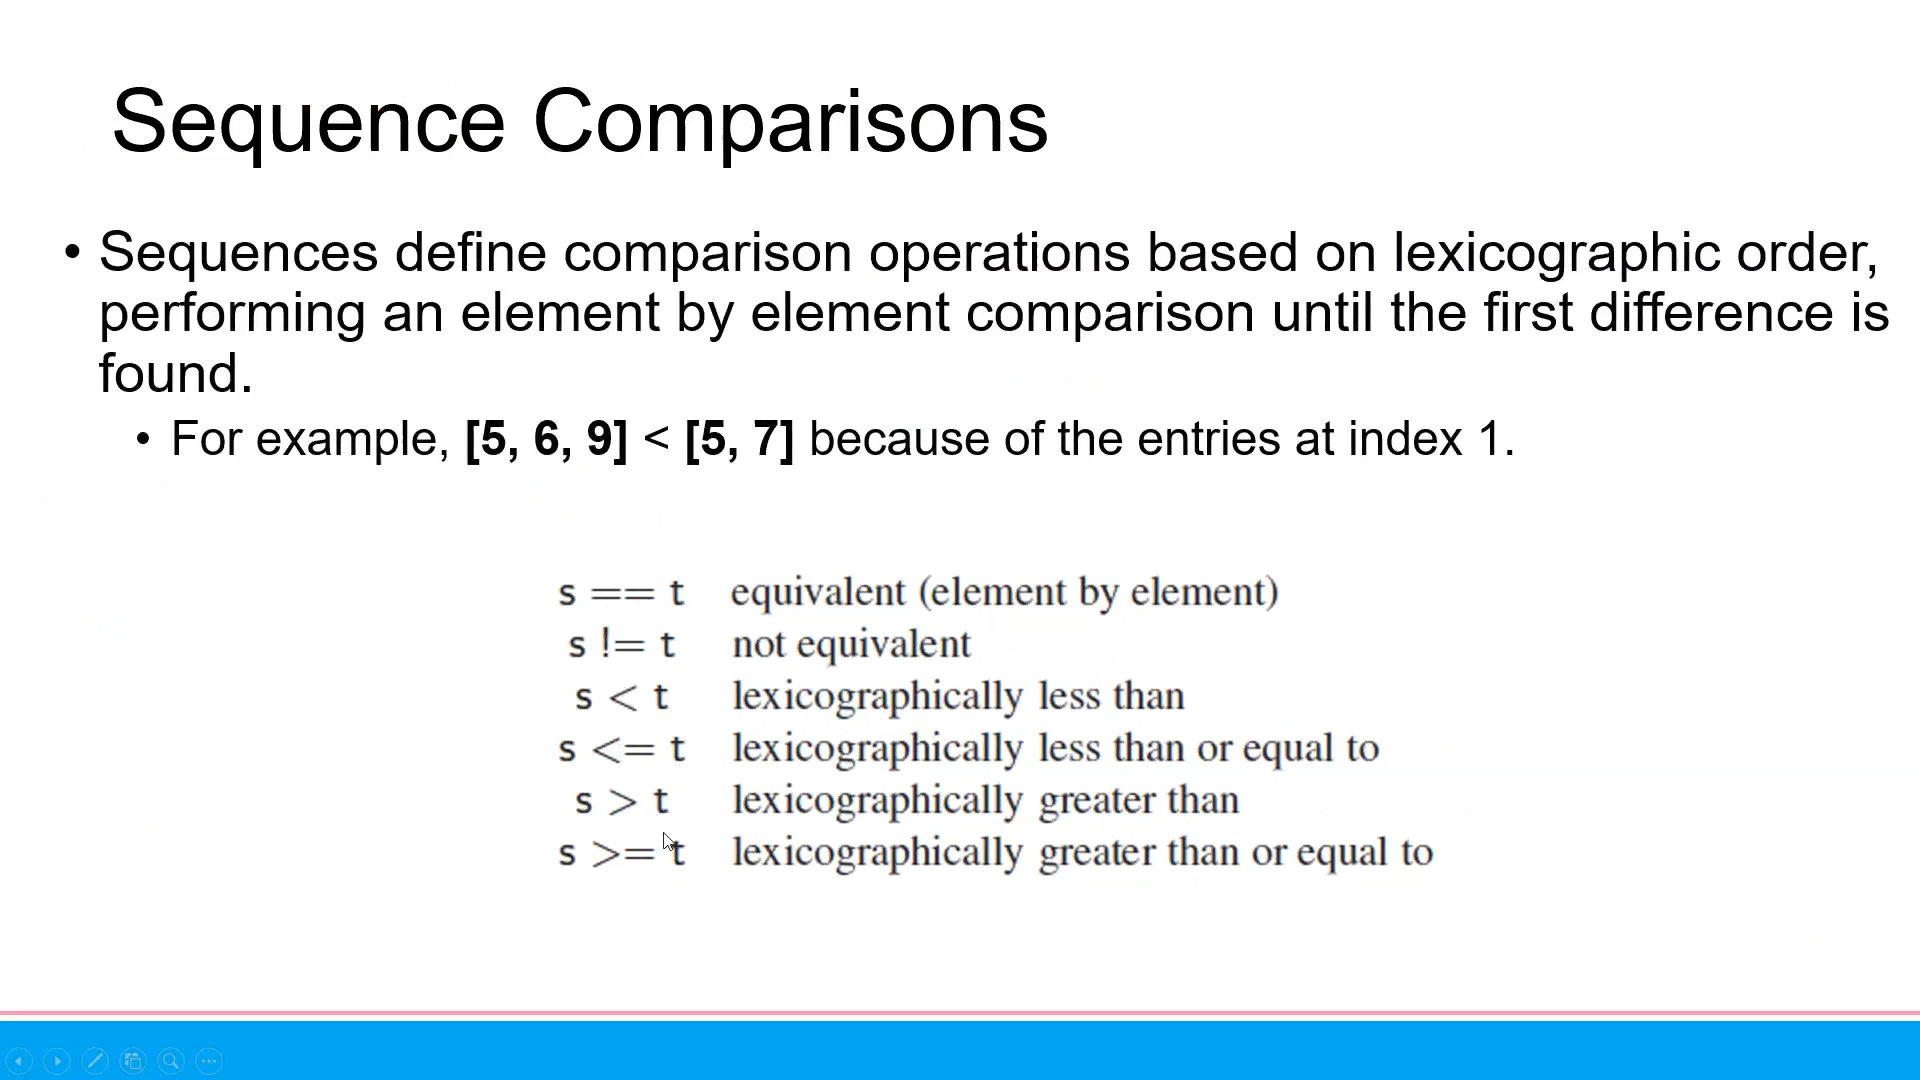 Sequence Comparisons
• Sequences define comparison operations based on lexicographic order,
performing an element by element comparison until the first difference is
found.
• For example, [5, 6, 9] < [5, 7] because of the entries at index 1.
s == t equivalent (element by element)
s != t not equivalent
s < t lexicographically less than
s <= t lexicographically less than or equal to
s > t lexicographically greater than
s >= t lexicographically greater than or equal to